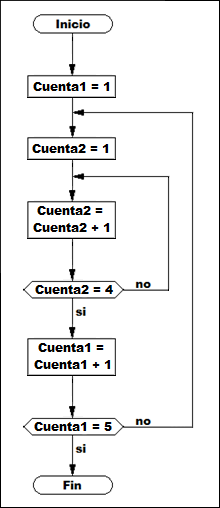 Inicio
Cuenta1 = 1
Cuenta2 = 1
Cuenta2 =
Cuenta2 + 1
Cuenta2 = 4
no
si
Cuenta1 =
Cuenta1 + 1
Cuenta1 = 5
no
si
Fin